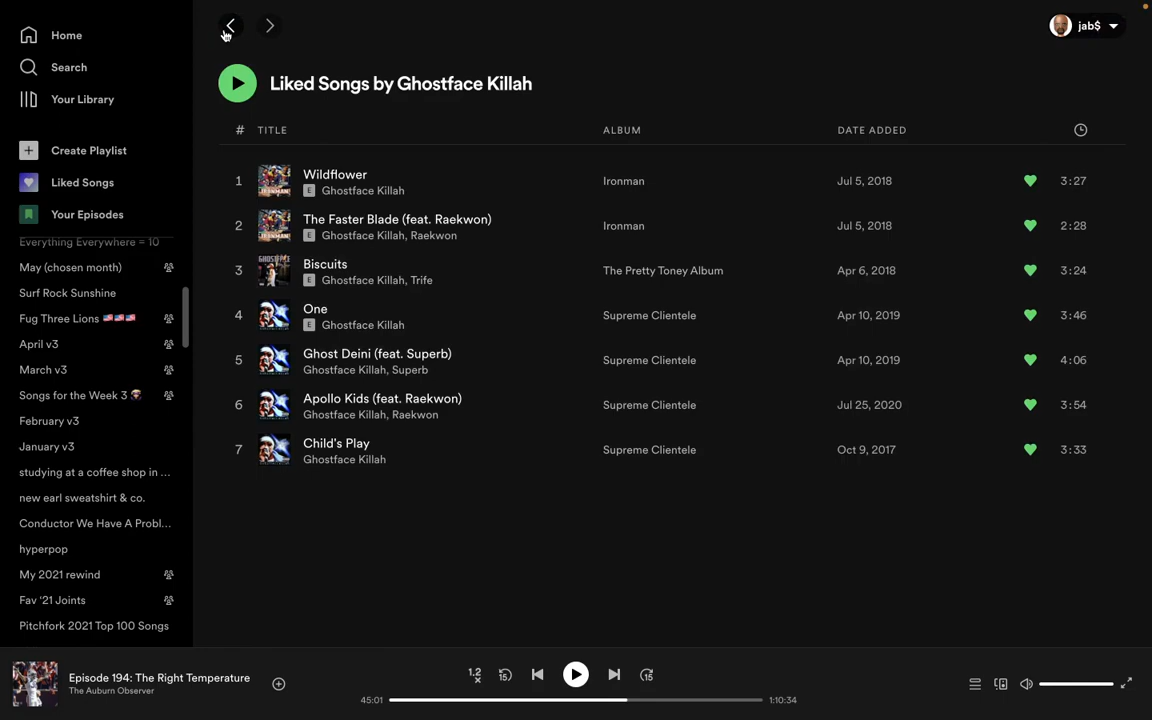 Home
Search
Your Library
Create Playlist
Liked Songs
Your Episodes
Everything Everywhere = 10
May (chosen month)
Surf Rock Sunshine
Fug Three Lions 🇺🇸🇺🇸🇺🇸
April v3
March v3
Songs for the Week 3
February v3
January v3
studying at a coffee shop in ...
new earl sweatshirt & co.
Conductor We Have A Probl...
hyperpop
My 2021 rewind
Fav '21 Joints
Pitchfork 2021 Top 100 Songs
jab$
Liked Songs by Ghostface Killah
# TITLE ALBUM DATE ADDED
1 Wildflower Ironman Jul 5, 2018 3:27
E Ghostface Killah
2 The Faster Blade (feat. Raekwon) Ironman Jul 5, 2018 2:28
E Ghostface Killah, Raekwon
3 Biscuits The Pretty Toney Album Apr 6, 2018 3:24
E Ghostface Killah, Trife
4 One Supreme Clientele Apr 10, 2019 3:46
E Ghostface Killah
5 Ghost Deini (feat. Superb) Supreme Clientele Apr 10, 2019 4:06
Ghostface Killah, Superb
6 Apollo Kids (feat. Raekwon) Supreme Clientele Jul 25, 2020 3:54
Ghostface Killah, Raekwon
7 Child's Play Supreme Clientele Oct 9, 2017 3:33
Ghostface Killah
Episode 194: The Right Temperature
The Auburn Observer
1.2x 15 15
45:01 1:10:34